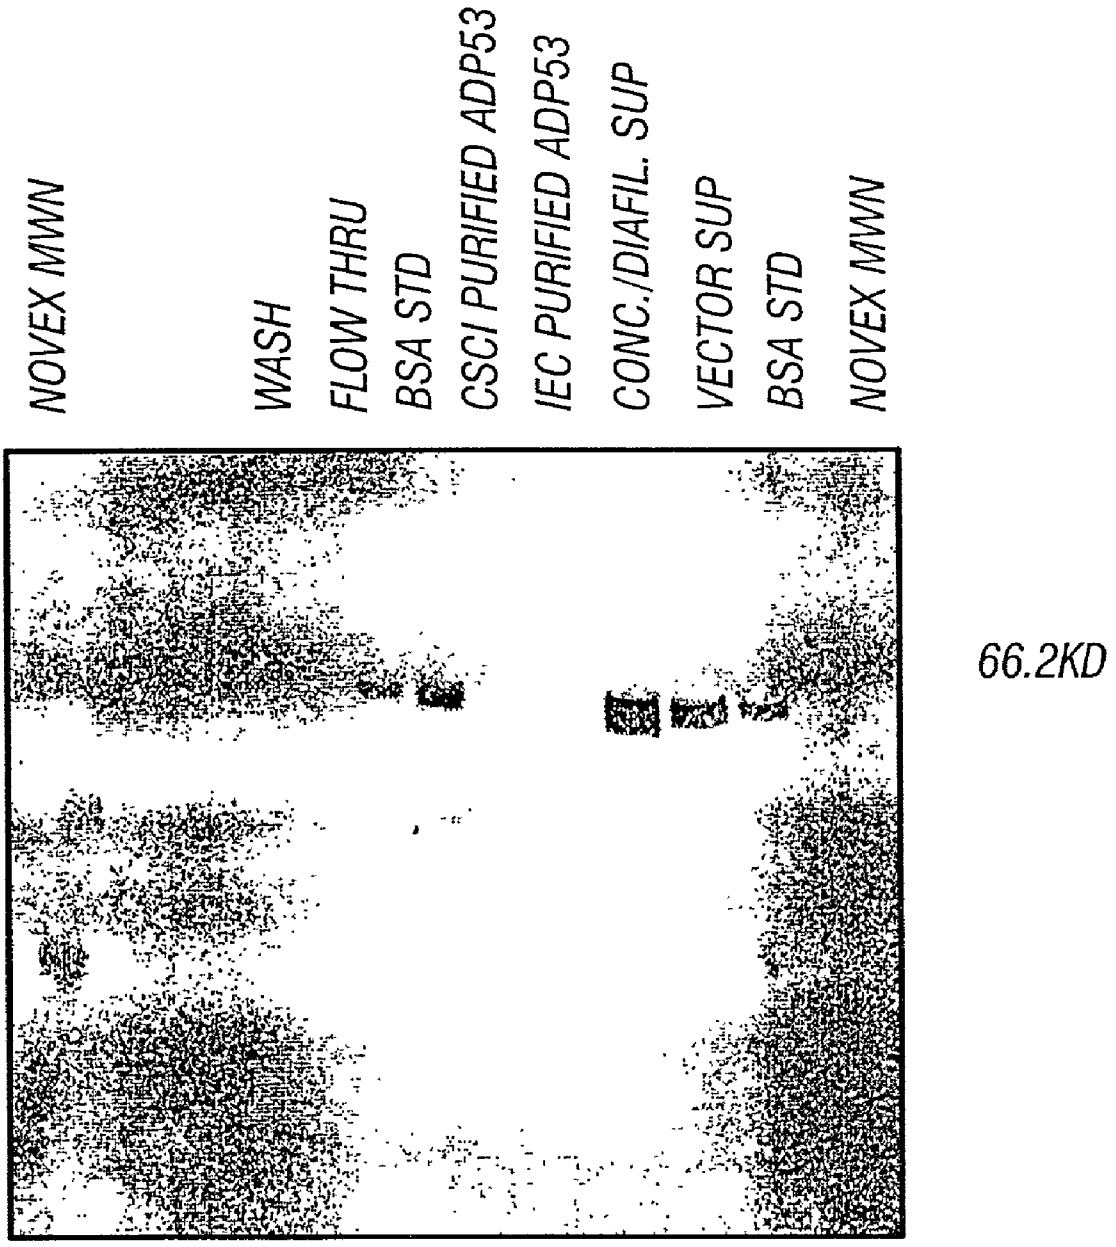 NOVEX MWN
WASH
FLOW THRU
BSA STD
CSCI PURIFIED ADP53
IEC PURIFIED ADP53
CONC./DIAFIL. SUP
VECTOR SUP
BSA STD
NOVEX MWN
66.2KD